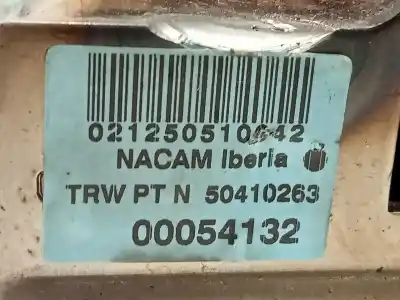 021250510642
NACAM Iberia
TRW PT N 50410263
00054132